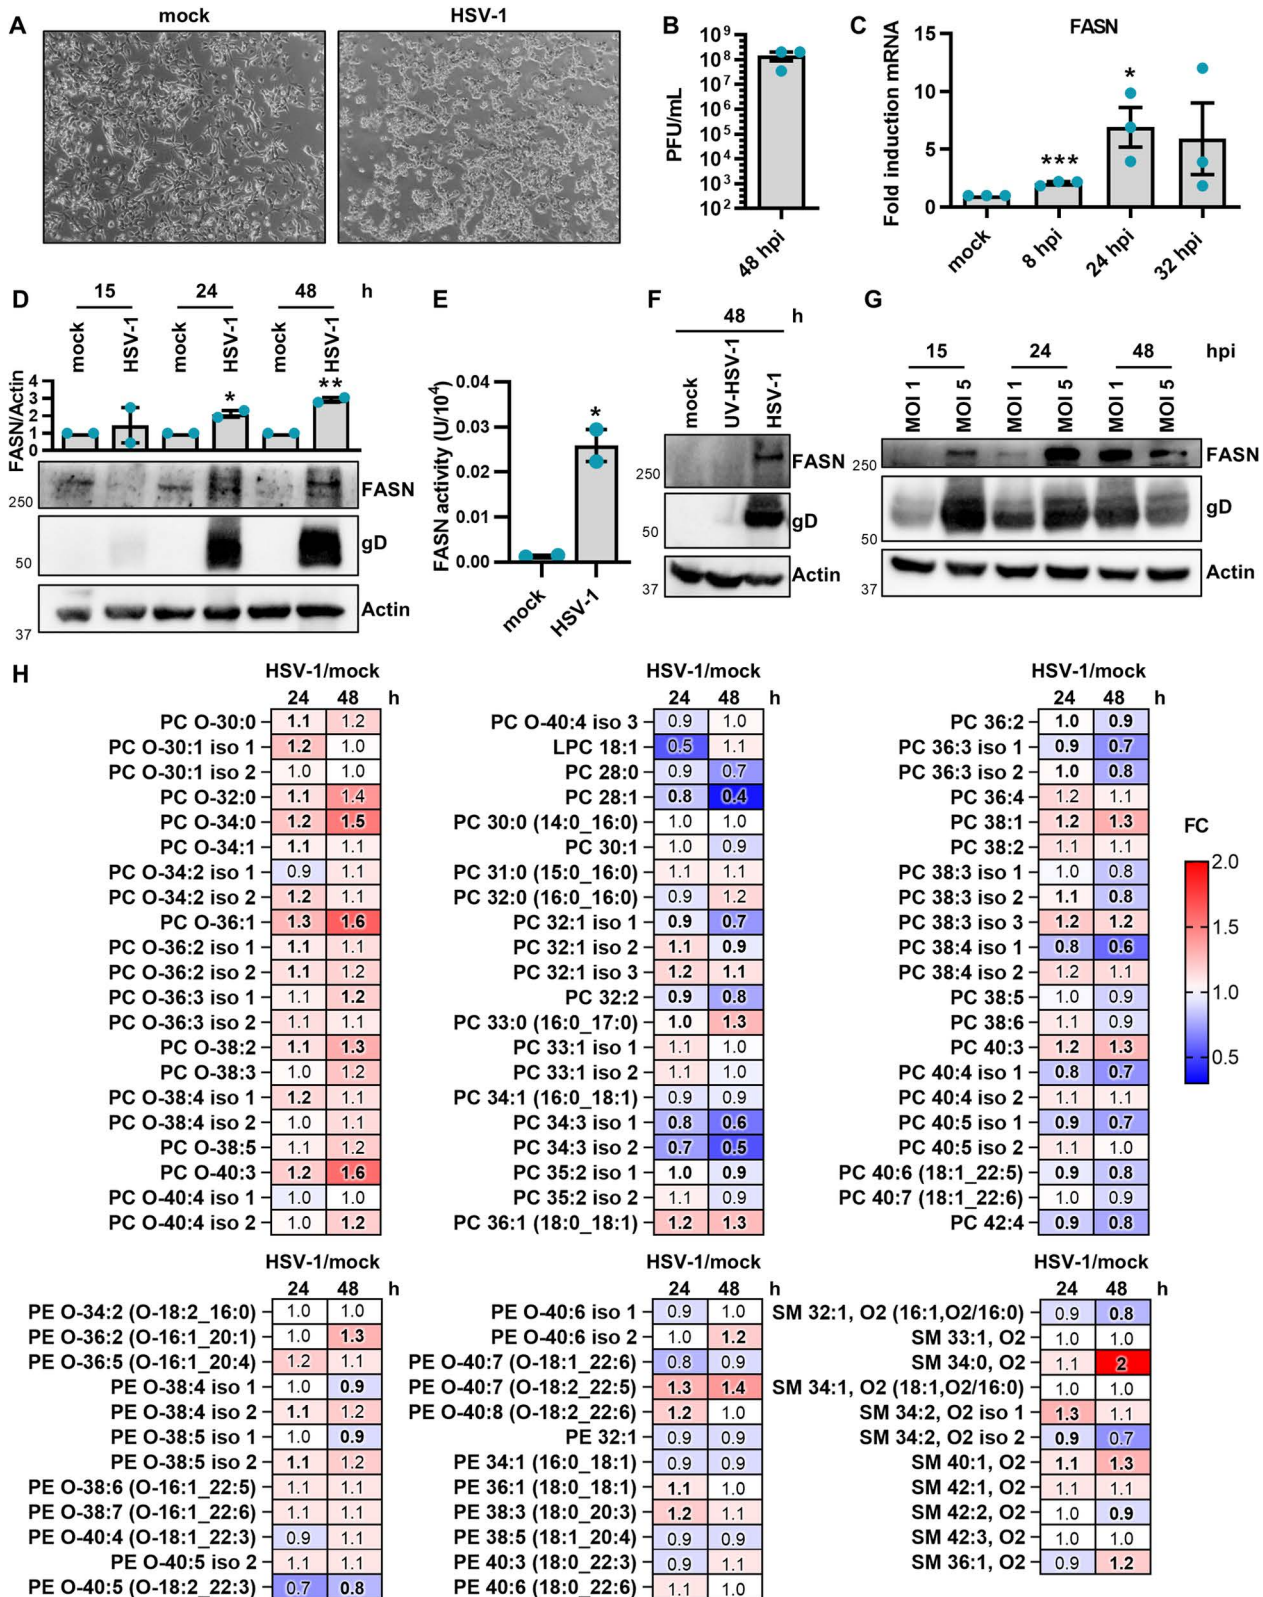 A
mock
HSV-1
B
PFU/mL
10^9
10^8
10^7
10^6
10^5
10^4
10^3
10^2
48 hpi
C
FASN
Fold induction mRNA
15
10
5
0
***
*
mock
8 hpi
24 hpi
32 hpi
D
15 24 48 h
mock HSV-1 mock HSV-1 mock HSV-1
FASN/Actin
4
3
2
1
0
* **
FASN
250
gD
50
Actin
37
E
FASN activity (U/10^4)
0.04
0.03
0.02
0.01
0.00
*
mock
HSV-1
F
48 h
mock UV-HSV-1 HSV-1
FASN
250
gD
50
Actin
37
G
15 24 48 hpi
MOI 1 MOI 5 MOI 1 MOI 5 MOI 1 MOI 5
FASN
250
gD
50
Actin
37
H
HSV-1/mock
24 48 h
PC O-30:0 1.1 1.2
PC O-30:1 iso 1 1.2 1.0
PC O-30:1 iso 2 1.0 1.0
PC O-32:0 1.1 1.4
PC O-34:0 1.2 1.5
PC O-34:1 1.1 1.1
PC O-34:2 iso 1 0.9 1.1
PC O-34:2 iso 2 1.2 1.1
PC O-36:1 1.3 1.6
PC O-36:2 iso 1 1.1 1.1
PC O-36:2 iso 2 1.1 1.2
PC O-36:3 iso 1 1.1 1.2
PC O-36:3 iso 2 1.1 1.1
PC O-38:2 1.1 1.3
PC O-38:3 1.0 1.2
PC O-38:4 iso 1 1.2 1.1
PC O-38:4 iso 2 1.0 1.1
PC O-38:5 1.1 1.2
PC O-40:3 1.2 1.6
PC O-40:4 iso 1 1.0 1.0
PC O-40:4 iso 2 1.0 1.2
HSV-1/mock
24 48 h
PC O-40:4 iso 3 0.9 1.0
LPC 18:1 0.5 1.1
PC 28:0 0.9 0.7
PC 28:1 0.8 0.4
PC 30:0 (14:0_16:0) 1.0 1.0
PC 30:1 1.0 0.9
PC 31:0 (15:0_16:0) 1.1 1.1
PC 32:0 (16:0_16:0) 0.9 1.2
PC 32:1 iso 1 0.9 0.7
PC 32:1 iso 2 1.1 0.9
PC 32:1 iso 3 1.2 1.1
PC 32:2 0.9 0.8
PC 33:0 (16:0_17:0) 1.0 1.3
PC 33:1 iso 1 1.1 1.0
PC 33:1 iso 2 1.1 1.0
PC 34:1 (16:0_18:1) 0.9 0.9
PC 34:3 iso 1 0.8 0.6
PC 34:3 iso 2 0.7 0.5
PC 35:2 iso 1 1.0 0.9
PC 35:2 iso 2 1.1 0.9
PC 36:1 (18:0_18:1) 1.2 1.3
HSV-1/mock
24 48 h
PC 36:2 1.0 0.9
PC 36:3 iso 1 0.9 0.7
PC 36:3 iso 2 1.0 0.8
PC 36:4 1.2 1.1
PC 38:1 1.2 1.3
PC 38:2 1.1 1.1
PC 38:3 iso 1 1.0 0.8
PC 38:3 iso 2 1.1 0.8
PC 38:3 iso 3 1.2 1.2
PC 38:4 iso 1 0.8 0.6
PC 38:4 iso 2 1.2 1.1
PC 38:5 1.0 0.9
PC 38:6 1.1 0.9
PC 40:3 1.2 1.3
PC 40:4 iso 1 0.8 0.7
PC 40:4 iso 2 1.1 1.1
PC 40:5 iso 1 0.9 0.7
PC 40:5 iso 2 1.1 1.0
PC 40:6 (18:1_22:5) 0.9 0.8
PC 40:7 (18:1_22:6) 1.0 0.9
PC 42:4 0.9 0.8
FC
2.0
1.5
1.0
0.5
HSV-1/mock
24 48 h
PE O-34:2 (O-18:2_16:0) 1.0 1.0
PE O-36:2 (O-16:1_20:1) 1.0 1.3
PE O-36:5 (O-16:1_20:4) 1.2 1.1
PE O-38:4 iso 1 1.0 0.9
PE O-38:4 iso 2 1.1 1.2
PE O-38:5 iso 1 1.0 0.9
PE O-38:5 iso 2 1.1 1.2
PE O-38:6 (O-16:1_22:5) 1.1 1.1
PE O-38:7 (O-16:1_22:6) 1.1 1.1
PE O-40:4 (O-18:1_22:3) 0.9 1.1
PE O-40:5 iso 2 1.1 1.1
PE O-40:5 (O-18:2_22:3) 0.7 0.8
HSV-1/mock
24 48 h
PE O-40:6 iso 1 0.9 1.0
PE O-40:6 iso 2 1.0 1.2
PE O-40:7 (O-18:1_22:6) 0.8 0.9
PE O-40:7 (O-18:2_22:5) 1.3 1.4
PE O-40:8 (O-18:2_22:6) 1.2 1.0
PE 32:1 0.9 0.9
PE 34:1 (16:0_18:1) 0.9 0.9
PE 36:1 (18:0_18:1) 1.1 1.0
PE 38:3 (18:0_20:3) 1.2 1.1
PE 38:5 (18:1_20:4) 0.9 0.9
PE 40:3 (18:0_22:3) 0.9 1.1
PE 40:6 (18:0_22:6) 1.1 1.0
HSV-1/mock
24 48 h
SM 32:1, O2 (16:1,O2/16:0) 0.9 0.8
SM 33:1, O2 1.0 1.0
SM 34:0, O2 1.1 2
SM 34:1, O2 (18:1,O2/16:0) 1.0 1.0
SM 34:2, O2 iso 1 1.3 1.1
SM 34:2, O2 iso 2 0.9 0.7
SM 40:1, O2 1.1 1.3
SM 42:1, O2 1.1 1.1
SM 42:2, O2 1.0 0.9
SM 42:3, O2 1.0 1.0
SM 36:1, O2 0.9 1.2